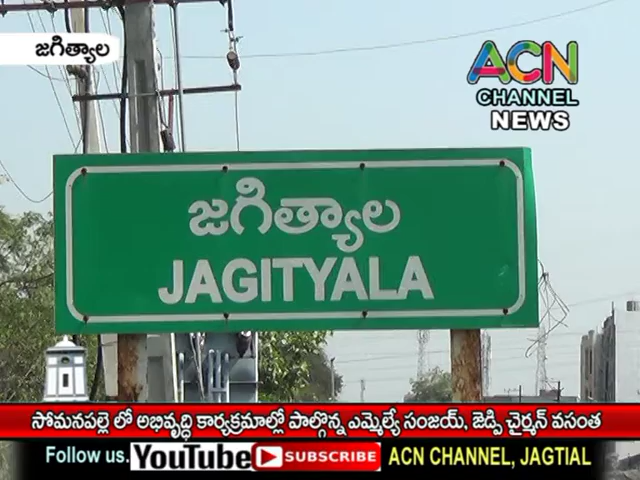 జగిత్యాల
ACN
CHANNEL
NEWS
జగిత్యాల
JAGITYALA
సోమనపల్లె లో అభివృద్ధి కార్యక్రమాల్లో పాల్గొన్న ఎమ్మెల్యే సంజయ్, జెడ్పి చైర్మన్ వసంత
Follow us. YouTube SUBSCRIBE ACN CHANNEL, JAGTIAL